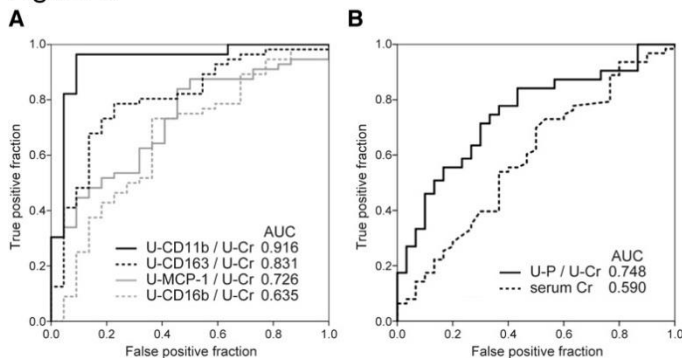 A
B
1.0
0.8
0.6
0.4
0.2
0.0
True positive fraction
AUC
U-CD11b / U-Cr 0.916
U-CD163 / U-Cr 0.831
U-MCP-1 / U-Cr 0.726
U-CD16b / U-Cr 0.635
0.0 0.2 0.4 0.6 0.8 1.0
False positive fraction
1.0
0.8
0.6
0.4
0.2
0.0
True positive fraction
AUC
U-P / U-Cr 0.748
serum Cr 0.590
0.0 0.2 0.4 0.6 0.8 1.0
False positive fraction